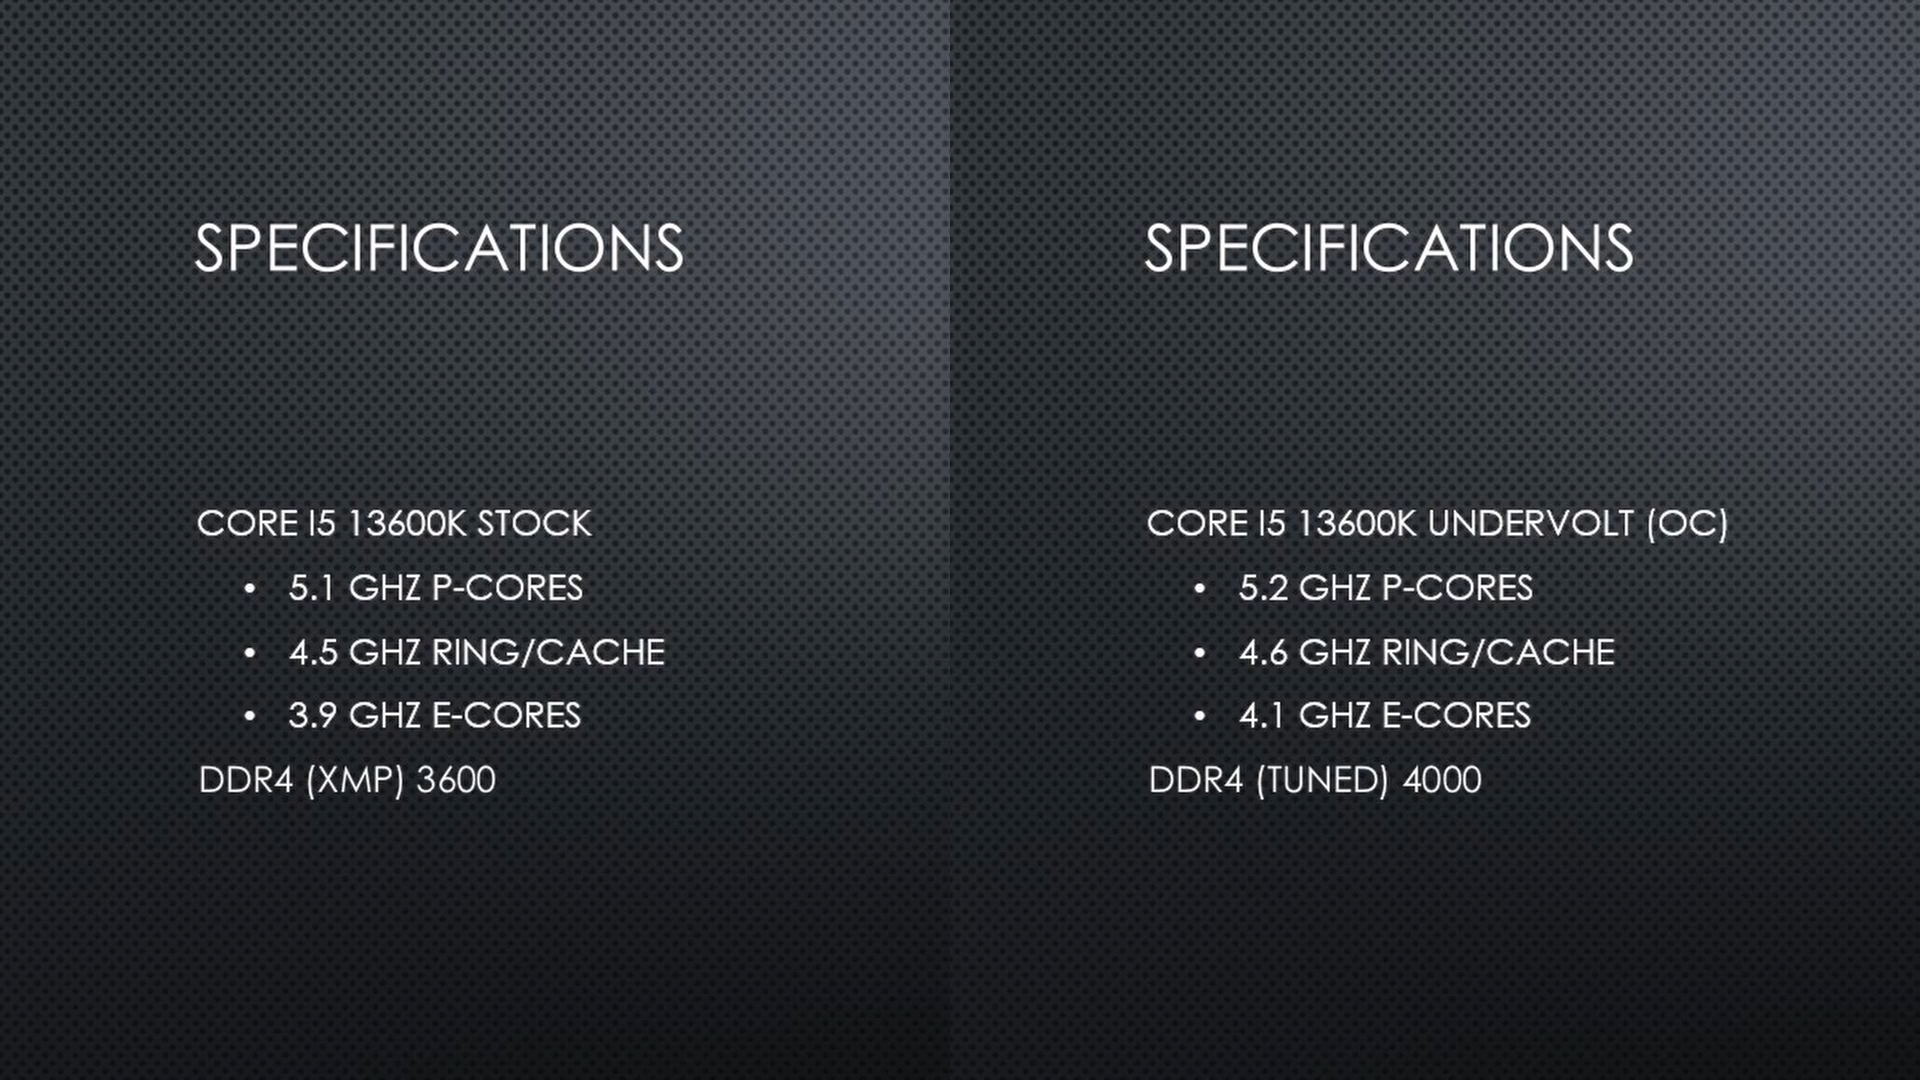 SPECIFICATIONS
CORE I5 13600K STOCK
• 5.1 GHZ P-CORES
• 4.5 GHZ RING/CACHE
• 3.9 GHZ E-CORES
DDR4 (XMP) 3600
SPECIFICATIONS
CORE I5 13600K UNDERVOLT (OC)
• 5.2 GHZ P-CORES
• 4.6 GHZ RING/CACHE
• 4.1 GHZ E-CORES
DDR4 (TUNED) 4000